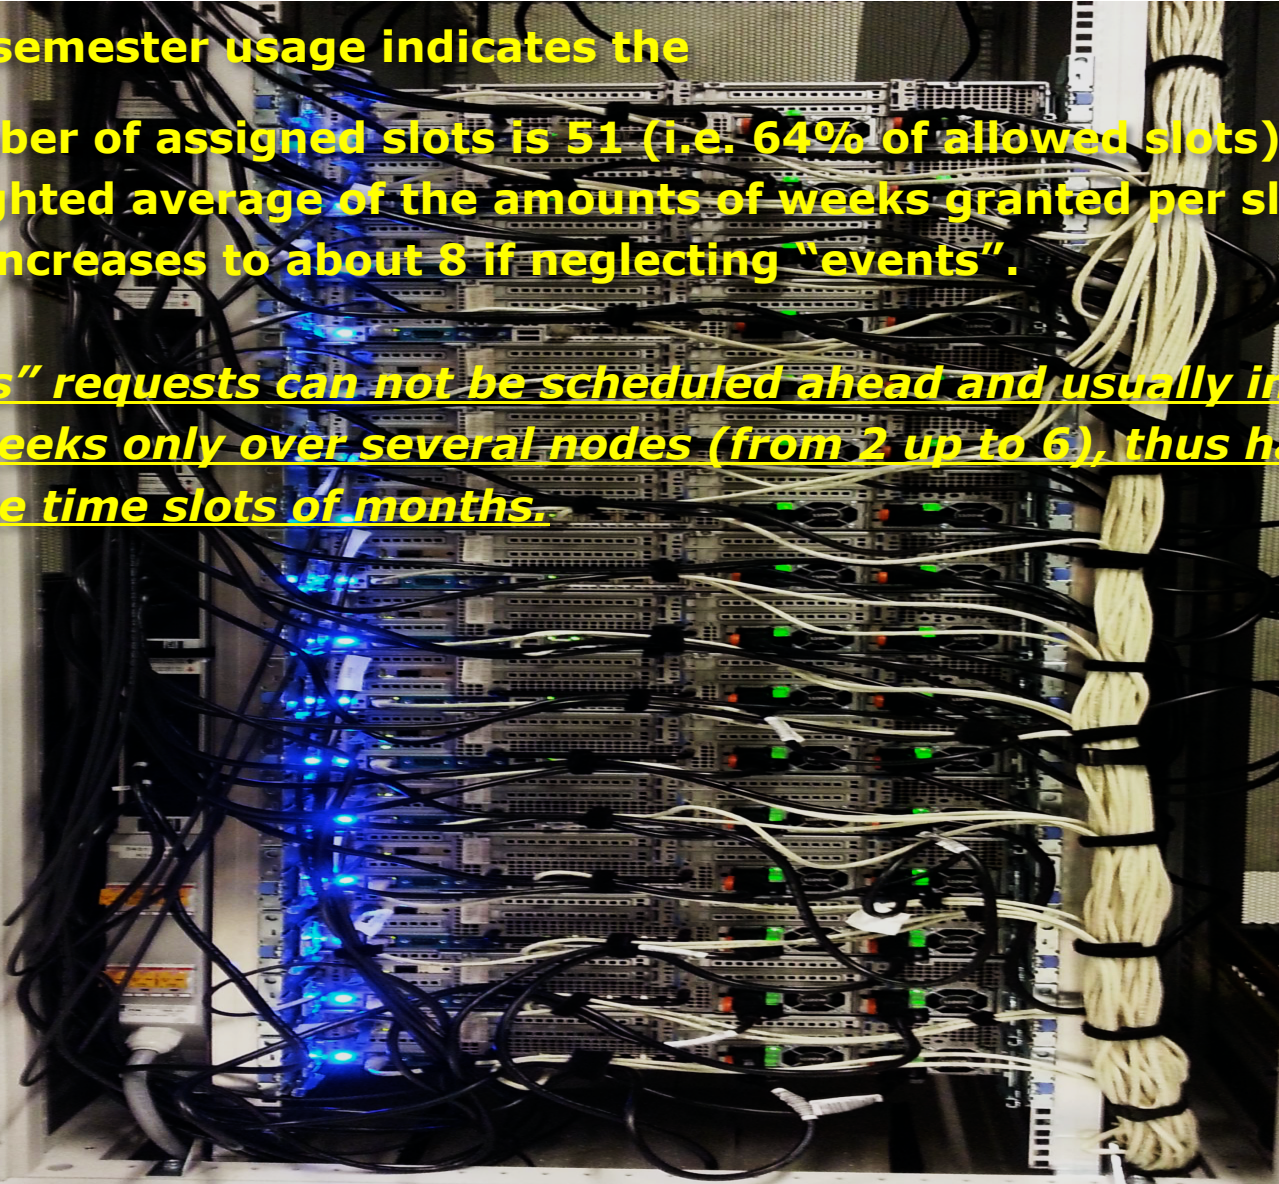 semester usage indicates the
ber of assigned slots is 51 (i.e. 64% of allowed slots)
ghted average of the amounts of weeks granted per sl
ncreases to about 8 if neglecting “events”.
s” requests can not be scheduled ahead and usually in
eeks only over several nodes (from 2 up to 6), thus ha
e time slots of months.